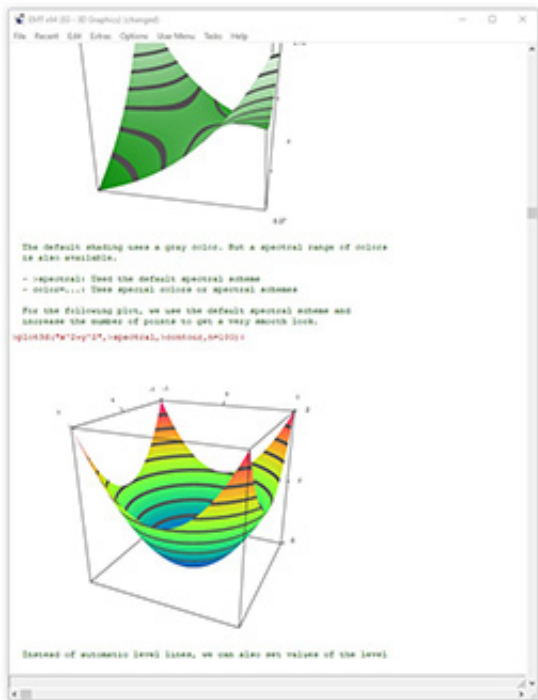 EMT x64 (02 - 3D Graphics) (changed)
File Recent Edit Extras Options User Menu Tasks Help
The default shading uses a gray color. But a spectral range of colors
is also available.
- >spectral: Uses the default spectral scheme
- color=...: Uses special colors or spectral schemes
For the following plot, we use the default spectral scheme and
increase the number of points to get a very smooth look.
>plot3d("x^2+y^2",>spectral,>contour,n=100):
Instead of automatic level lines, we can also set values of the level